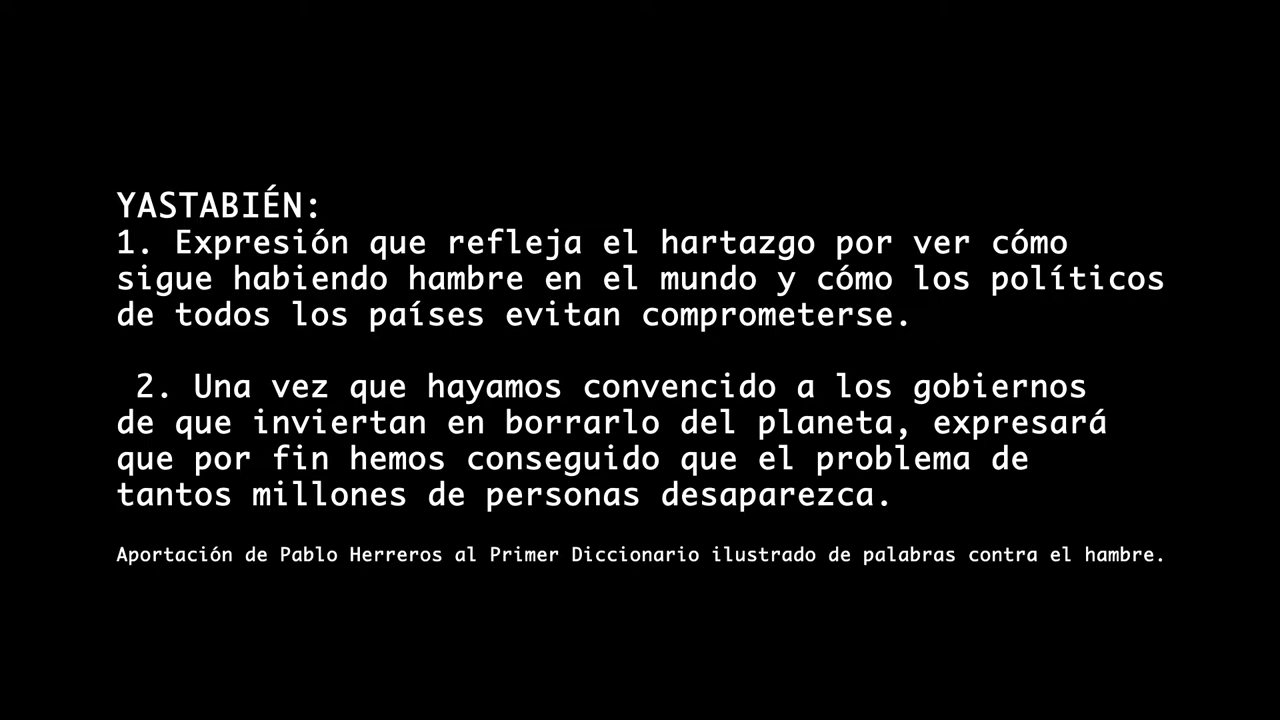 YASTABIÉN:
1. Expresión que refleja el hartazgo por ver cómo
sigue habiendo hambre en el mundo y cómo los políticos
de todos los países evitan comprometerse.
2. Una vez que hayamos convencido a los gobiernos
de que inviertan en borrarlo del planeta, expresará
que por fin hemos conseguido que el problema de
tantos millones de personas desaparezca.
Aportación de Pablo Herreros al Primer Diccionario ilustrado de palabras contra el hambre.